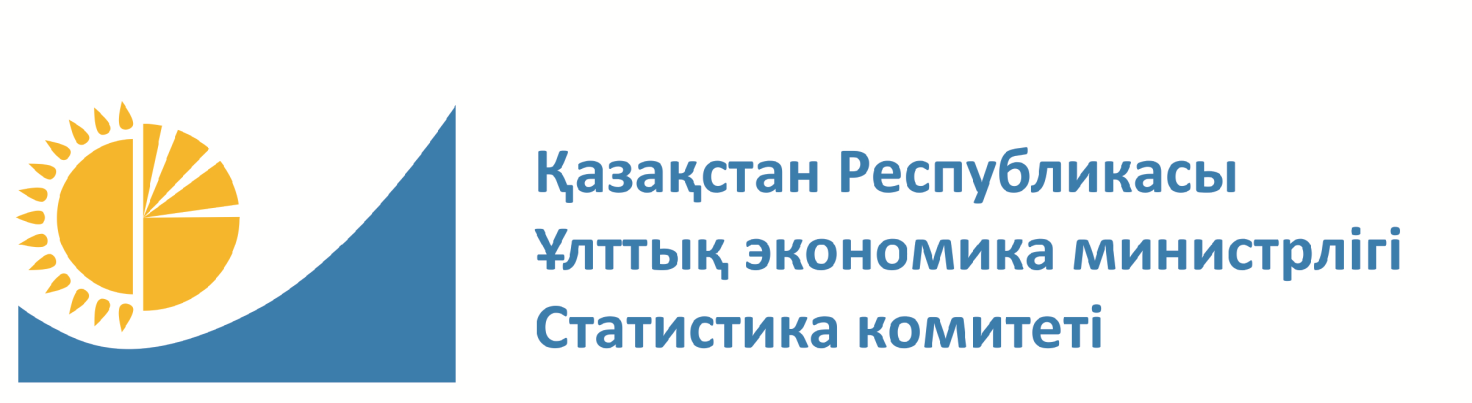 Қазақстан Республикасы
Ұлттық экономика министрлігі
Статистика комитеті